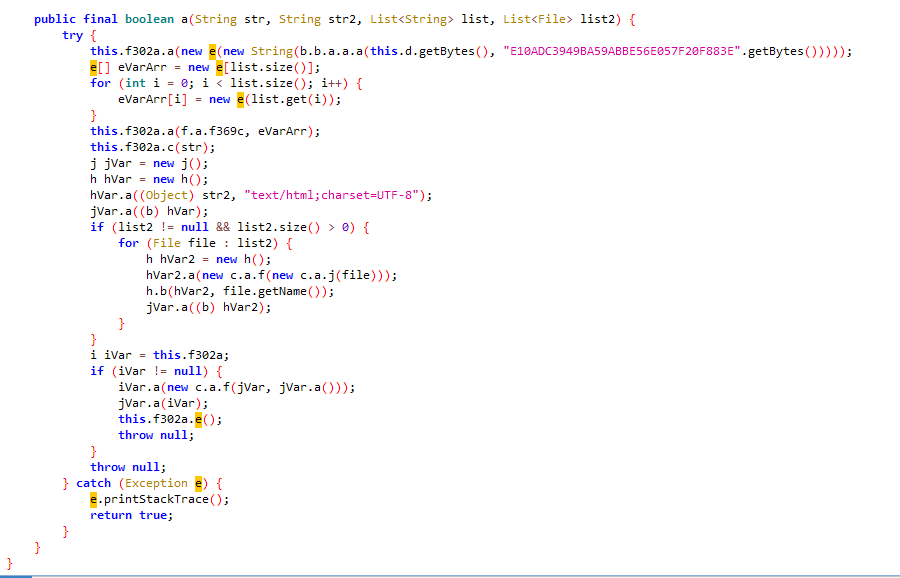 public final boolean a(String str, String str2, List<String> list, List<File> list2) {
try {
this.f302a.a(new e(new String(b.b.a.a.a(this.d.getBytes(), "E10ADC3949BA59ABBE56E057F20F883E".getBytes()))));
e[] eVarArr = new e[list.size()];
for (int i = 0; i < list.size(); i++) {
eVarArr[i] = new e(list.get(i));
}
this.f302a.a(f.a.f369c, eVarArr);
this.f302a.c(str);
j jVar = new j();
h hVar = new h();
hVar.a((Object) str2, "text/html;charset=UTF-8");
jVar.a((b) hVar);
if (list2 != null && list2.size() > 0) {
for (File file : list2) {
h hVar2 = new h();
hVar2.a(new c.a.f(new c.a.j(file)));
h.b(hVar2, file.getName());
jVar.a((b) hVar2);
}
}
i iVar = this.f302a;
if (iVar != null) {
iVar.a(new c.a.f(jVar, jVar.a()));
jVar.a(iVar);
this.f302a.e();
throw null;
}
throw null;
} catch (Exception e) {
e.printStackTrace();
return true;
}
}
}